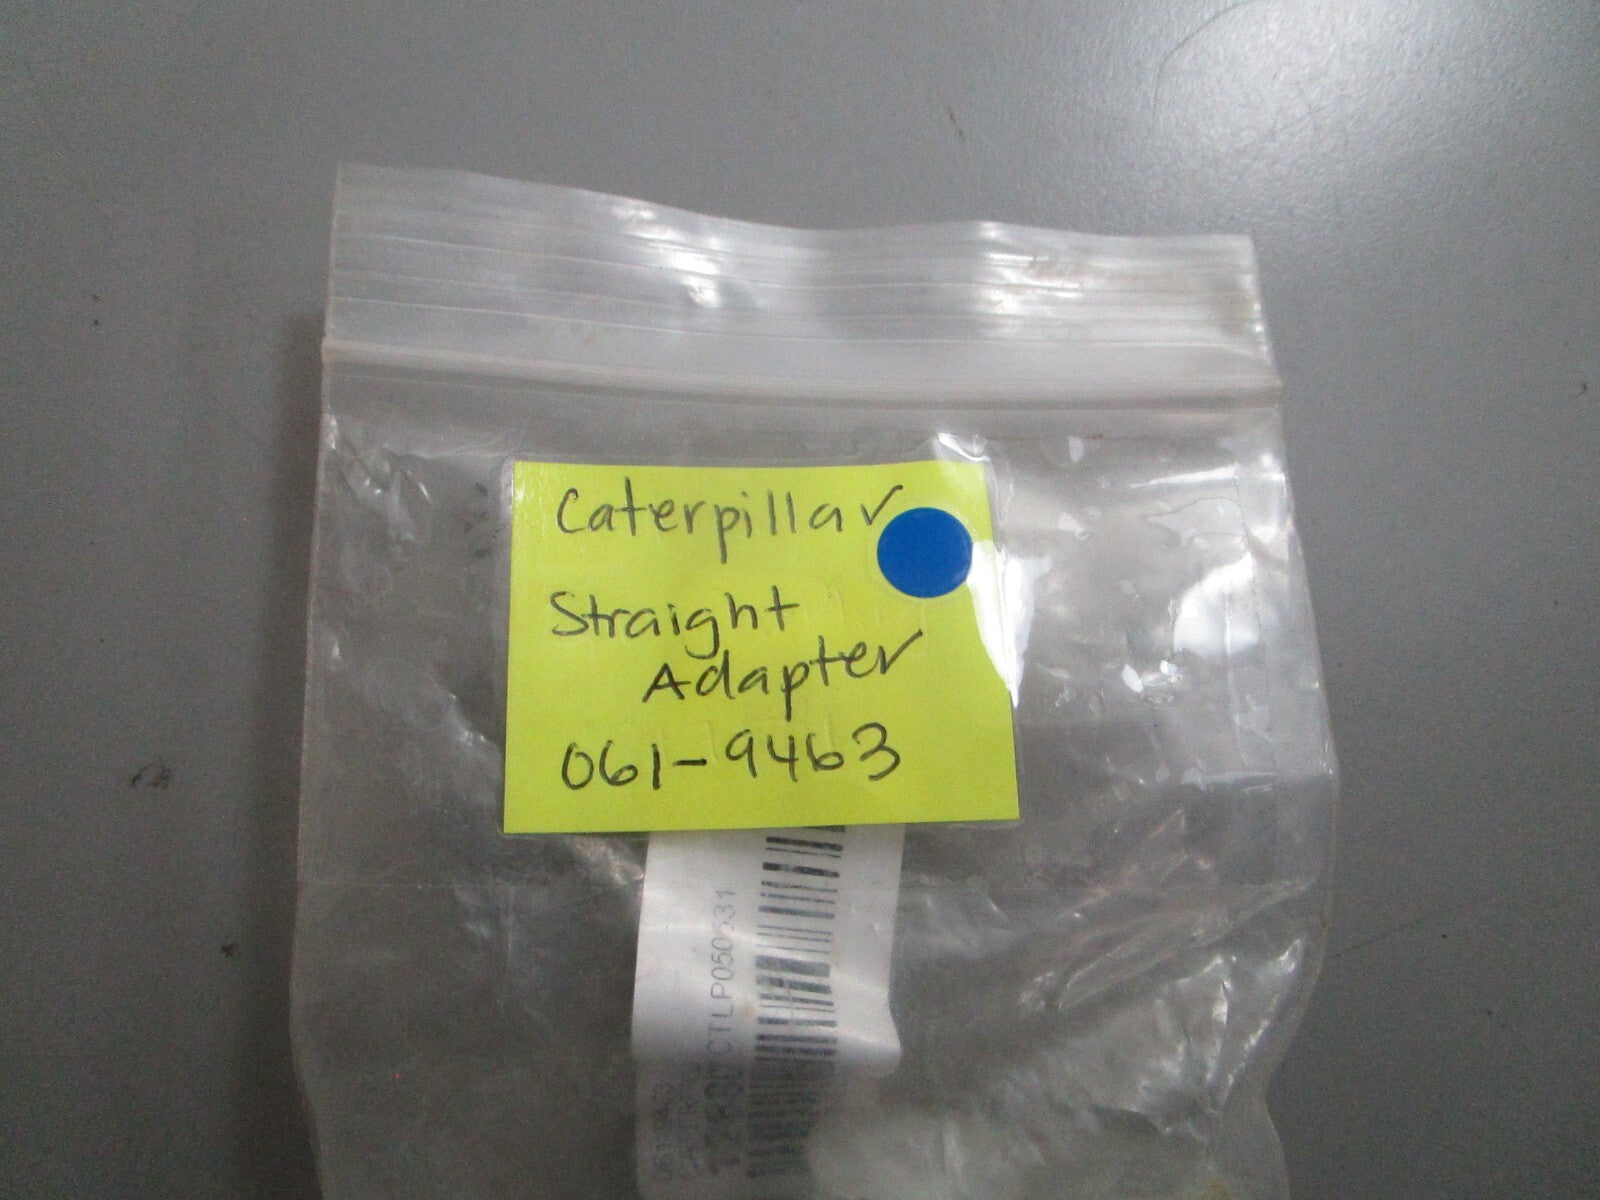 Caterpillar
Straight
Adapter
061-9463